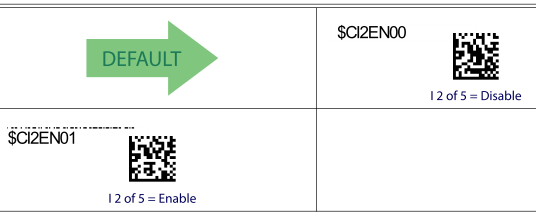 DEFAULT
$CI2EN00
I 2 of 5 = Disable
$CI2EN01
I 2 of 5 = Enable